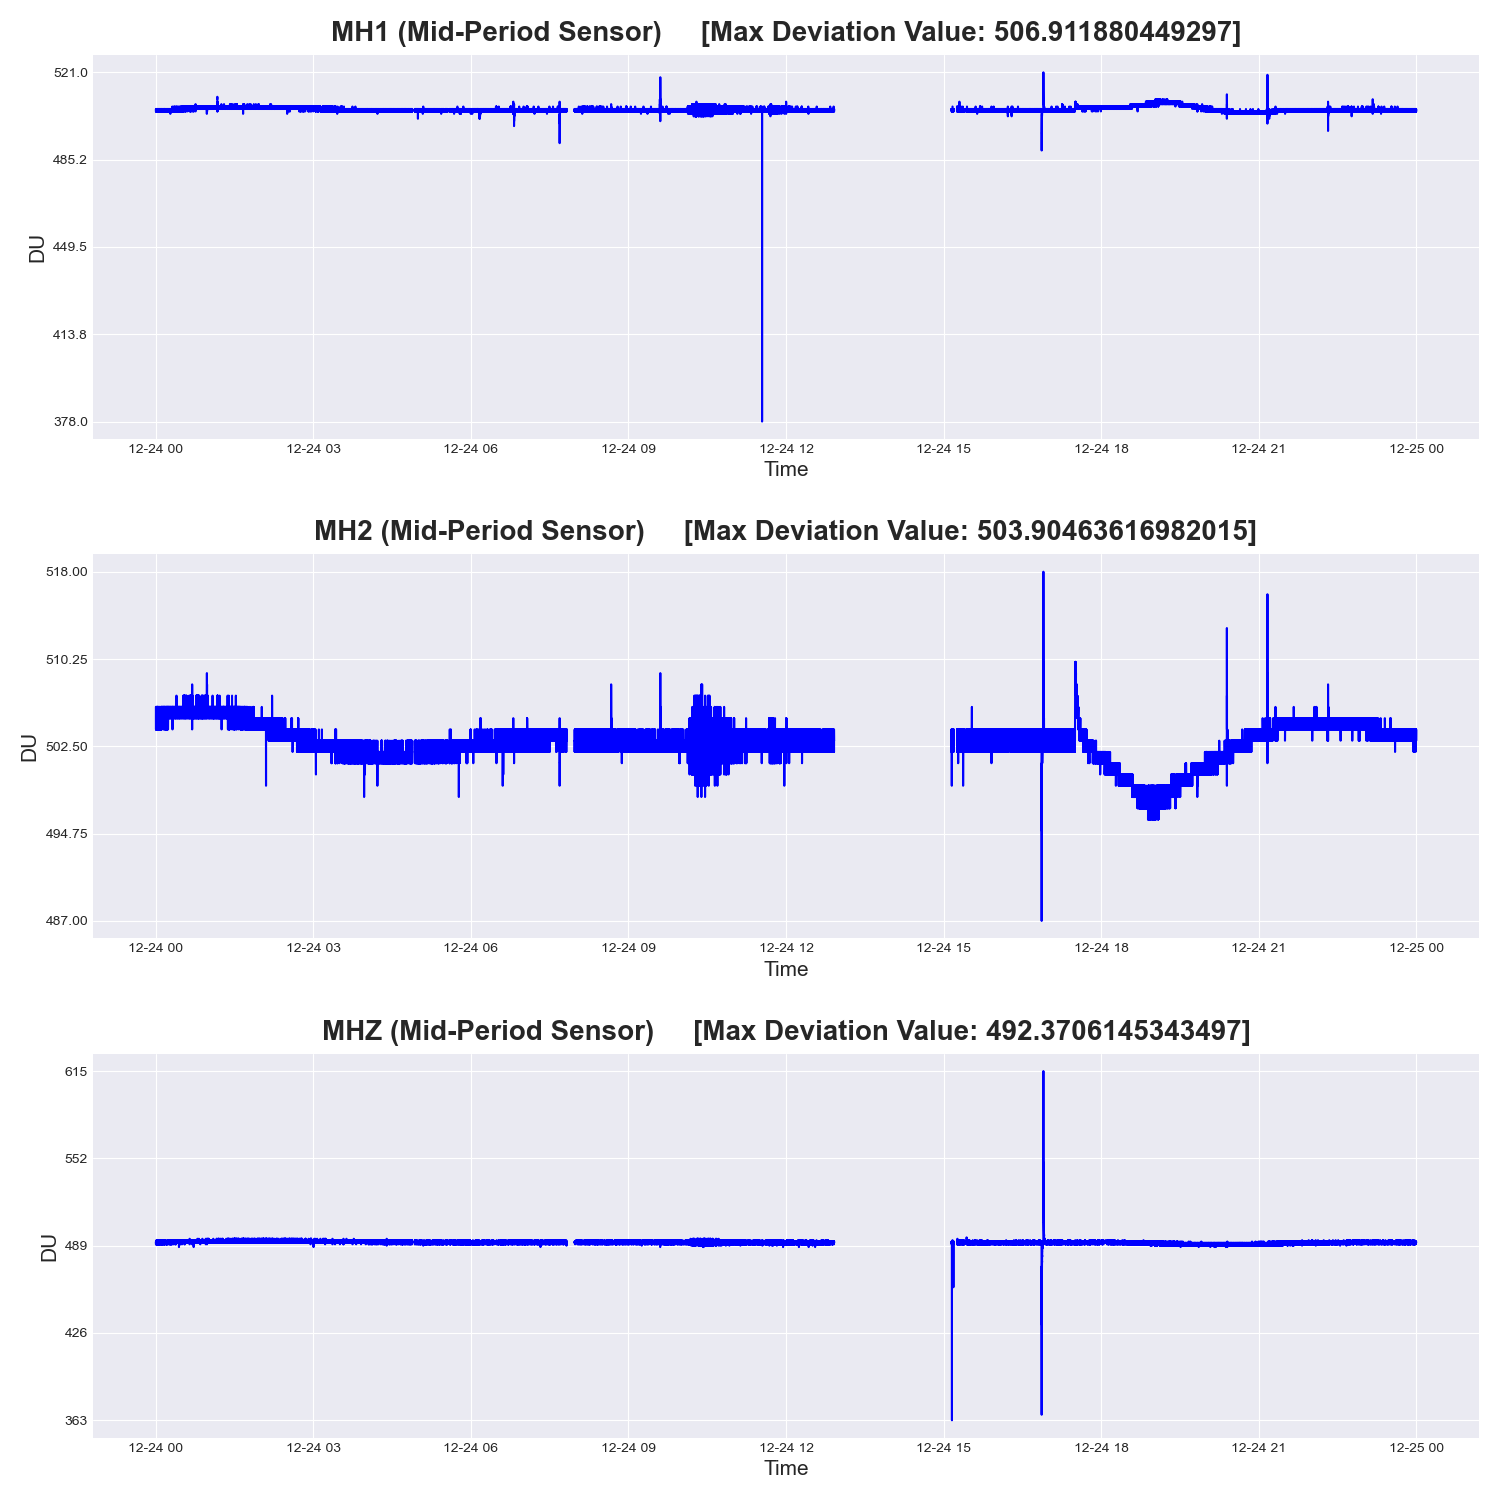 MH1 (Mid-Period Sensor)     [Max Deviation Value: 506.911880449297]
521.0
485.2
449.5
413.8
378.0
DU
12-24 00 12-24 03 12-24 06 12-24 09 12-24 12 12-24 15 12-24 18 12-24 21 12-25 00
Time
MH2 (Mid-Period Sensor)     [Max Deviation Value: 503.90463616982015]
518.00
510.25
502.50
494.75
487.00
DU
12-24 00 12-24 03 12-24 06 12-24 09 12-24 12 12-24 15 12-24 18 12-24 21 12-25 00
Time
MHZ (Mid-Period Sensor)     [Max Deviation Value: 492.3706145343497]
615
552
489
426
363
DU
12-24 00 12-24 03 12-24 06 12-24 09 12-24 12 12-24 15 12-24 18 12-24 21 12-25 00
Time